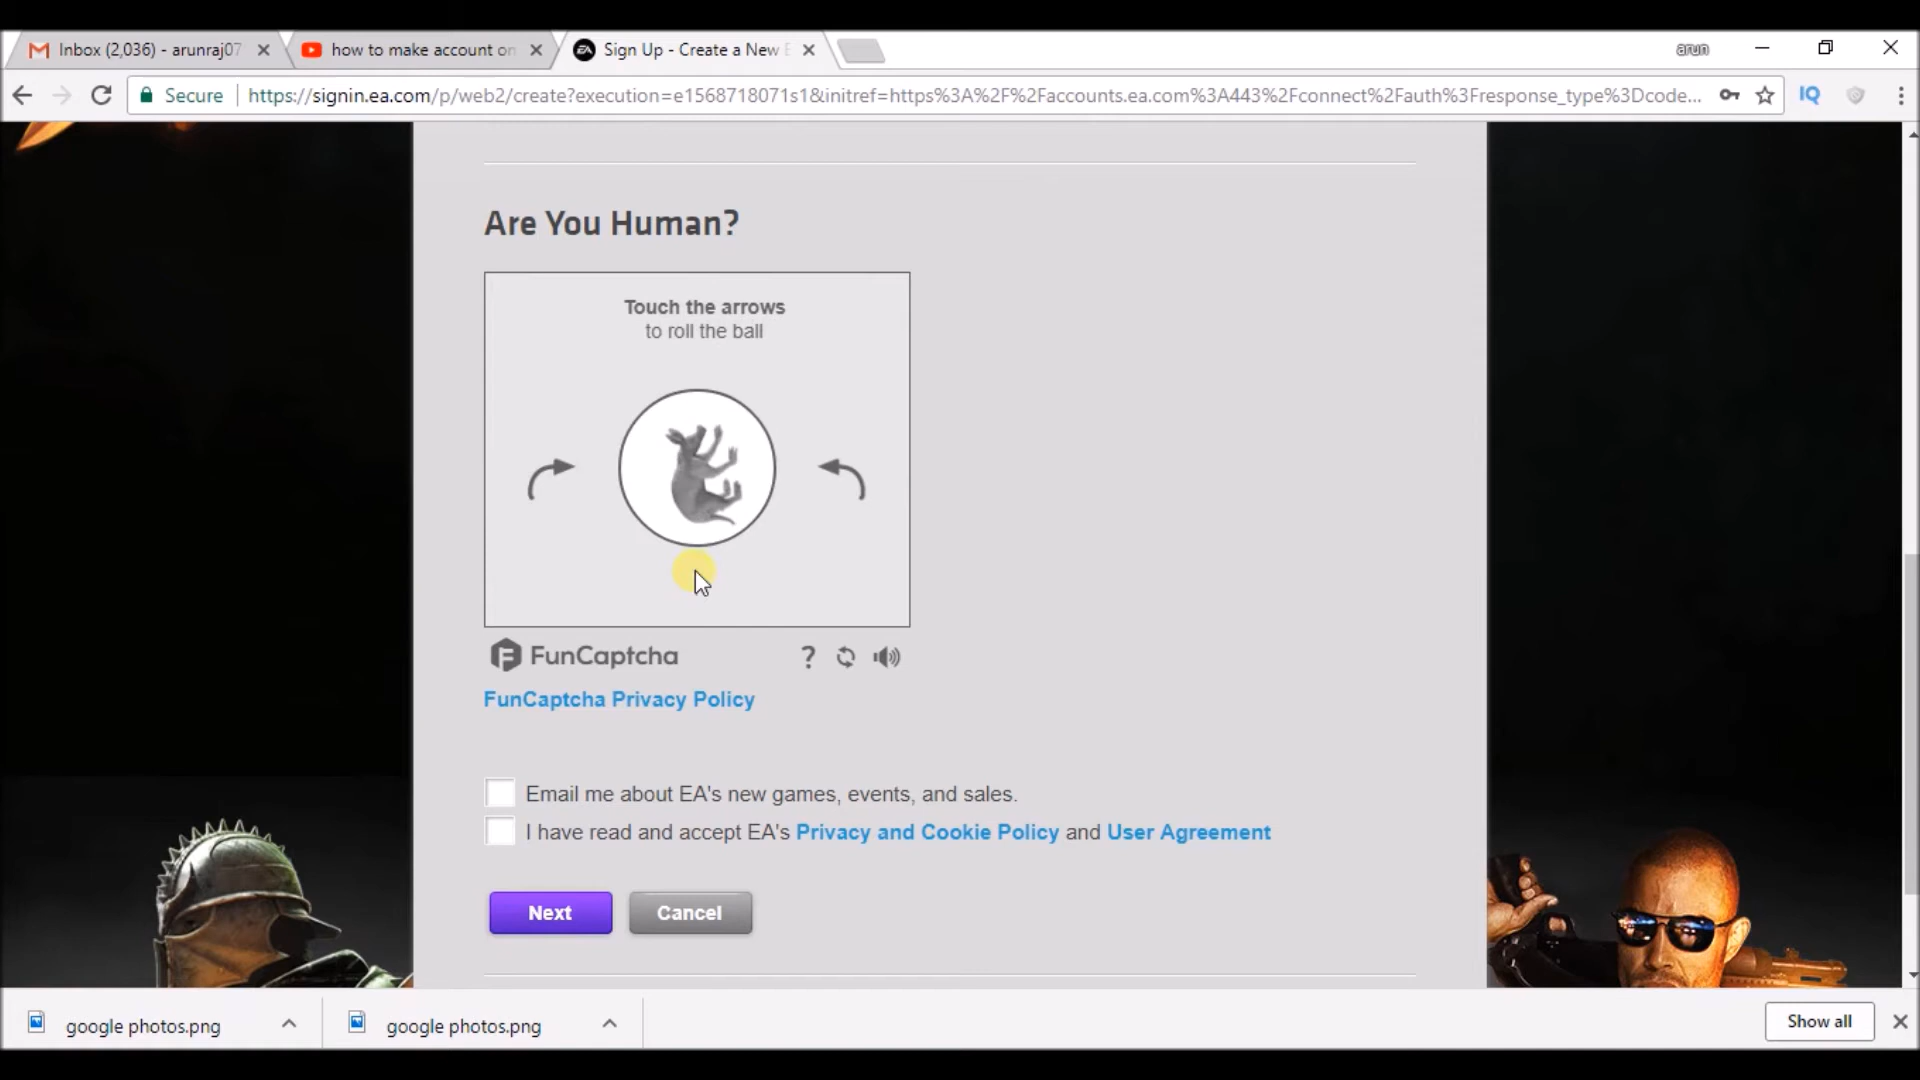 Inbox (2,036) - arunraj07
how to make account on
Sign Up - Create a New E
arun
Secure
https://signin.ea.com/p/web2/create?execution=e1568718071s1&initref=https%3A%2F%2Faccounts.ea.com%3A443%2Fconnect%2Fauth%3Fresponse_type%3Dcode...
IQ
Are You Human?
Touch the arrows
to roll the ball
FunCaptcha
?
FunCaptcha Privacy Policy
Email me about EA's new games, events, and sales.
I have read and accept EA's Privacy and Cookie Policy and User Agreement
Next
Cancel
google photos.png
google photos.png
Show all